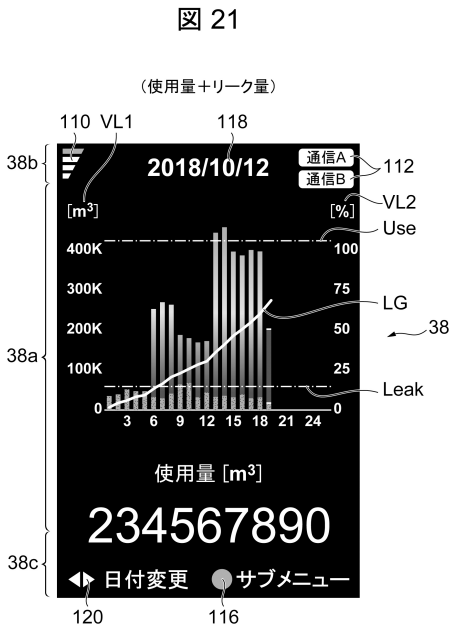 図 21
(使用量＋リーク量)
110 VL1 118
38b 2018/10/12 通信A 112
通信B
[m³] [%] VL2
Use
400K 100
300K 75
LG
200K 50 38
38a
100K 25
Leak
0 0
3 6 9 12 15 18 21 24
使用量 [m³]
234567890
38c
日付変更 サブメニュー
120 116